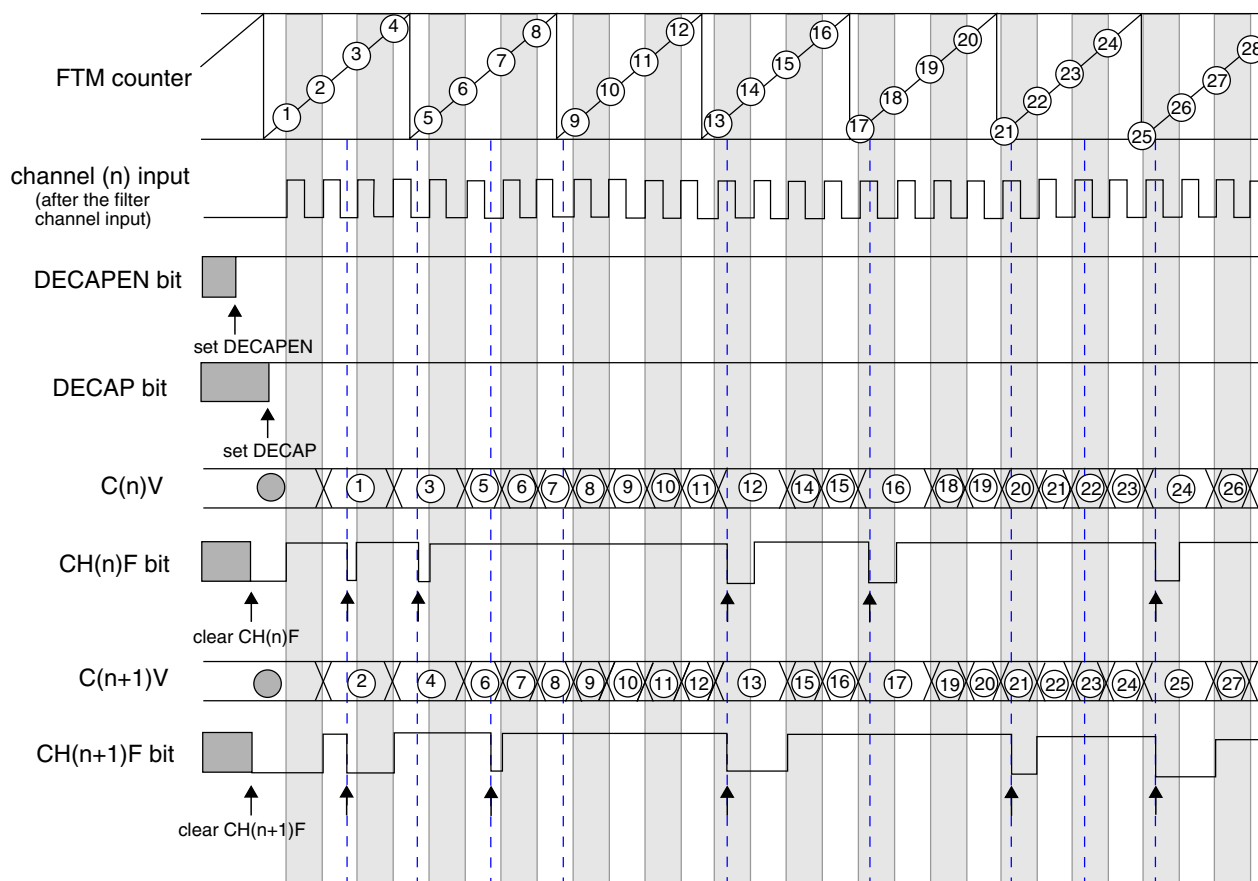 4 8 12 16 20 24 28
3 7 11 15 19 23 27
FTM counter
2 6 10 14 18 22 26
1 5 9 13 17 21 25
channel (n) input
(after the filter
channel input)
DECAPEN bit
set DECAPEN
DECAP bit
set DECAP
C(n)V 1 3 5 6 7 8 9 10 11 12 14 15 16 18 19 20 21 22 23 24 26
CH(n)F bit
clear CH(n)F
C(n+1)V 2 4 6 7 8 9 10 11 12 13 15 16 17 19 20 21 22 23 24 25 27
CH(n+1)F bit
clear CH(n+1)F